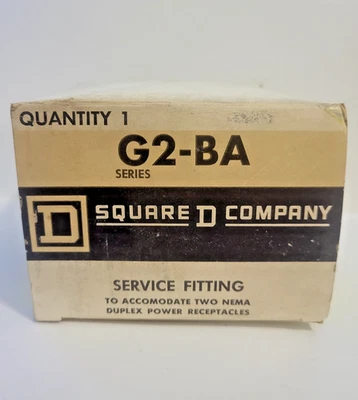 QUANTITY 1
G2-BA
SERIES
D SQUARE D COMPANY
SERVICE FITTING
TO ACCOMODATE TWO NEMA
DUPLEX POWER RECEPTACLES